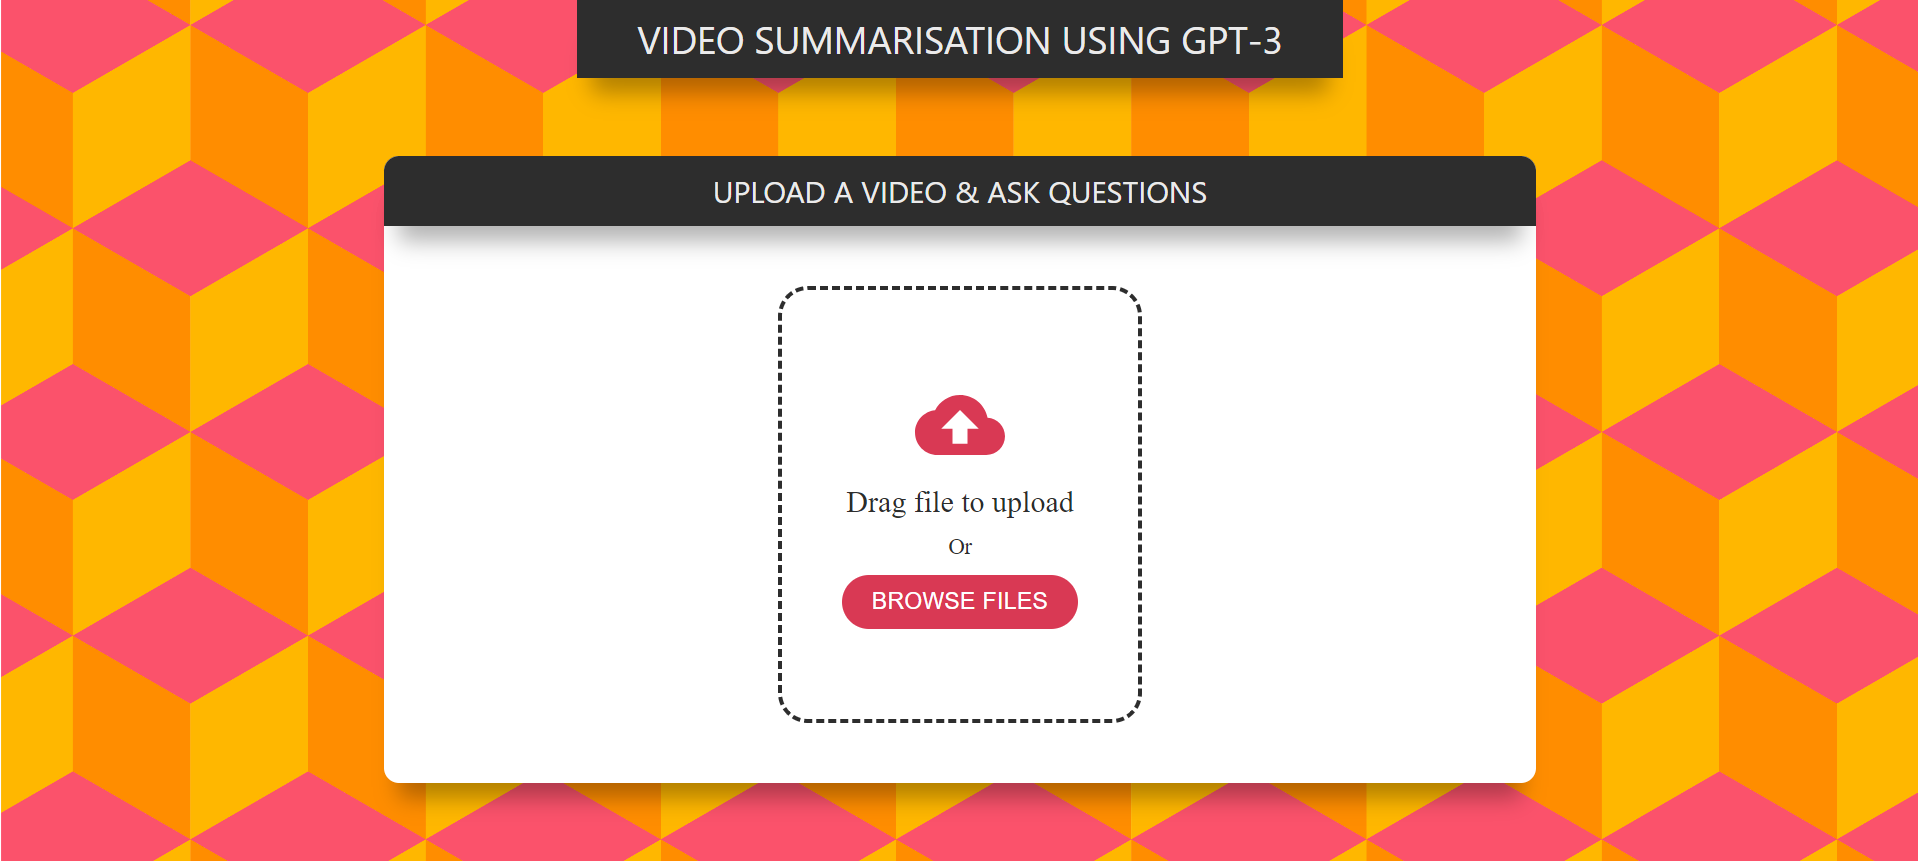 VIDEO SUMMARISATION USING GPT-3
UPLOAD A VIDEO & ASK QUESTIONS
Drag file to upload
Or
BROWSE FILES